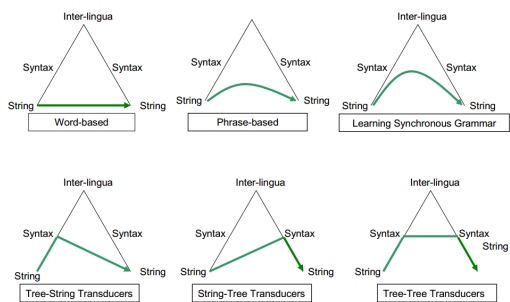 Inter-lingua
Syntax Syntax
String String
Word-based
Syntax Syntax
String String
Phrase-based
Inter-lingua
Syntax Syntax
String String
Learning Synchronous Grammar
Inter-lingua
Syntax Syntax
String String
Tree-String Transducers
Inter-lingua
Syntax Syntax
String String
String-Tree Transducers
Inter-lingua
Syntax Syntax
String
String
Tree-Tree Transducers